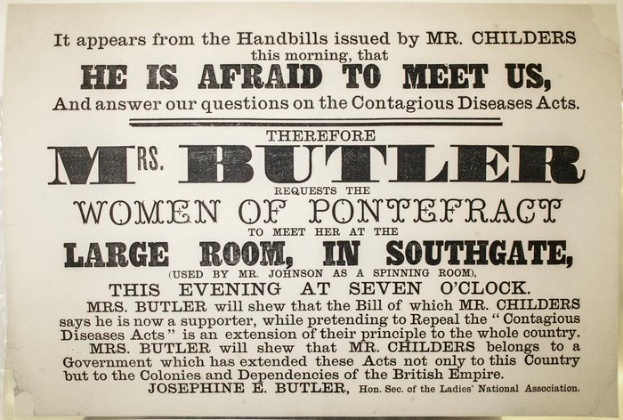 It appears from the Handbills issued by MR. CHILDERS
this morning, that
HE IS AFRAID TO MEET US,
And answer our questions on the Contagious Diseases Acts.
THEREFORE
MRS. BUTLER
REQUESTS THE
WOMEN OF PONTEFRACT
TO MEET HER AT THE
LARGE ROOM, IN SOUTHGATE,
(USED BY MR. JOHNSON AS A SPINNING ROOM),
THIS EVENING AT SEVEN O'CLOCK.
MRS. BUTLER will shew that the Bill of which MR. CHILDERS
says he is now a supporter, while pretending to Repeal the "Contagious
Diseases Acts" is an extension of their principle to the whole country.
MRS. BUTLER will shew that MR. CHILDERS belongs to a
Government which has extended these Acts not only to this Country
but to the Colonies and Dependencies of the British Empire.
JOSEPHINE E. BUTLER, Hon. Sec. of the Ladies' National Association.